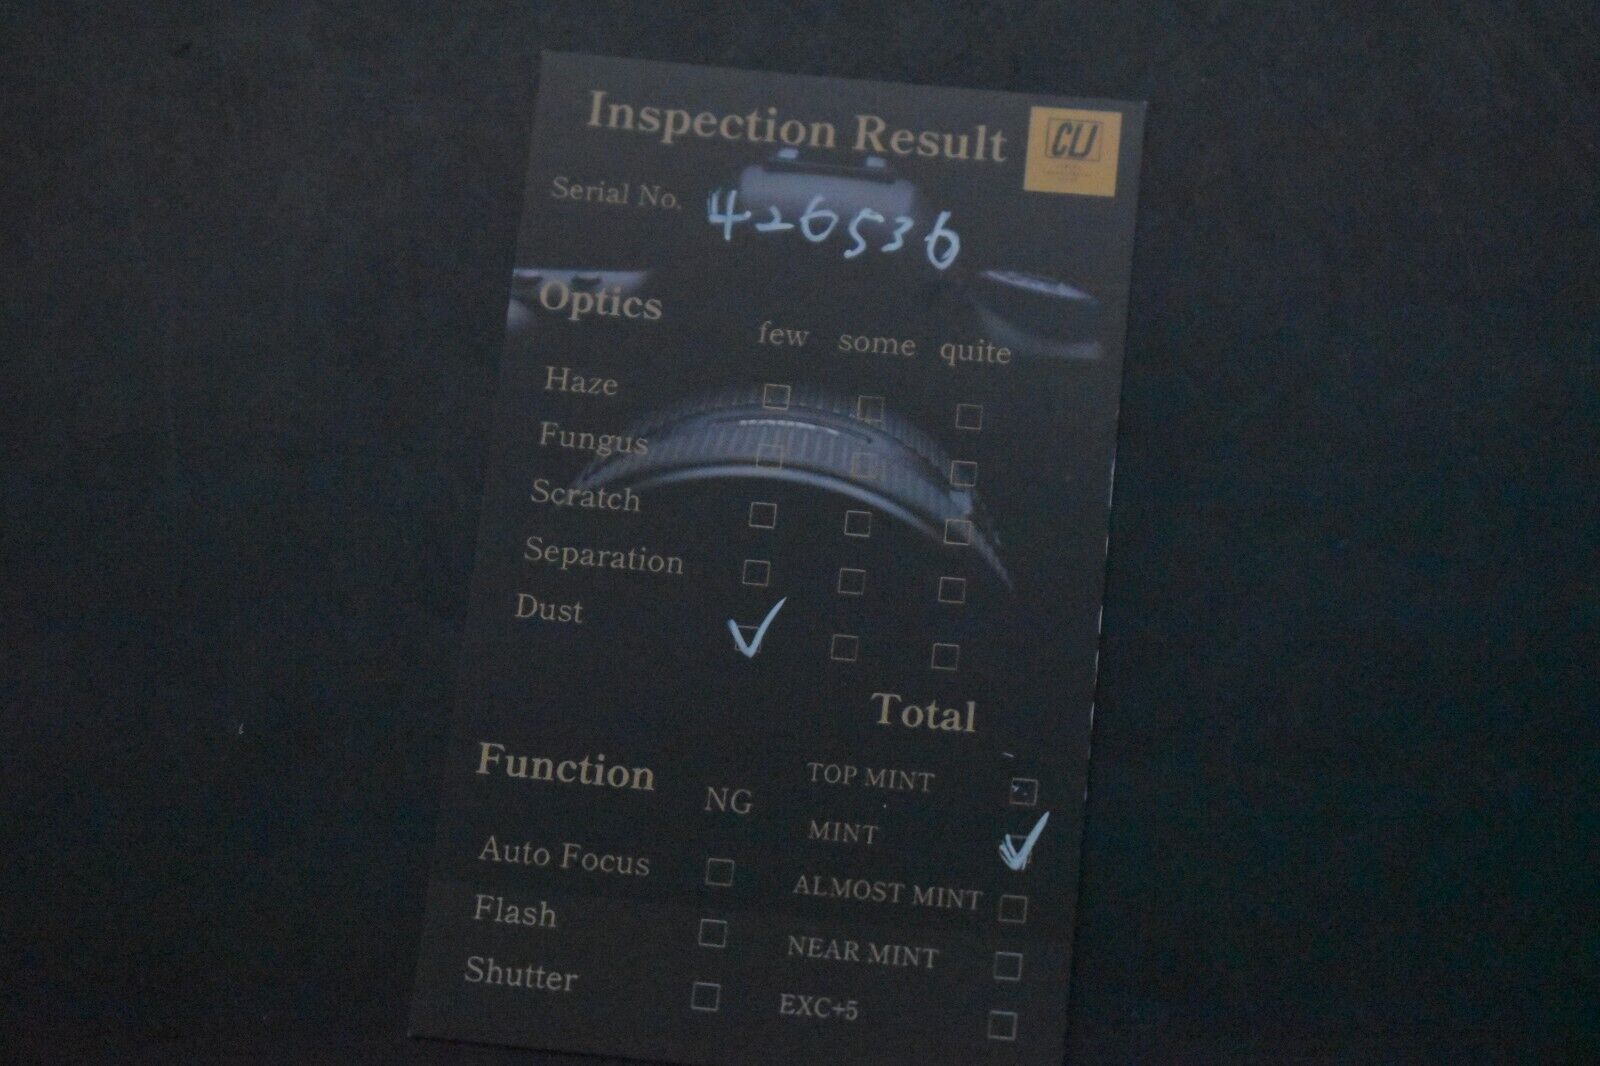 Inspection Result
CIJ
Serial No. 426536
Optics
few some quite
Haze
Fungus
Scratch
Separation
Dust
Total
Function
NG
TOP MINT
MINT
Auto Focus
ALMOST MINT
Flash
NEAR MINT
Shutter
EXC+5